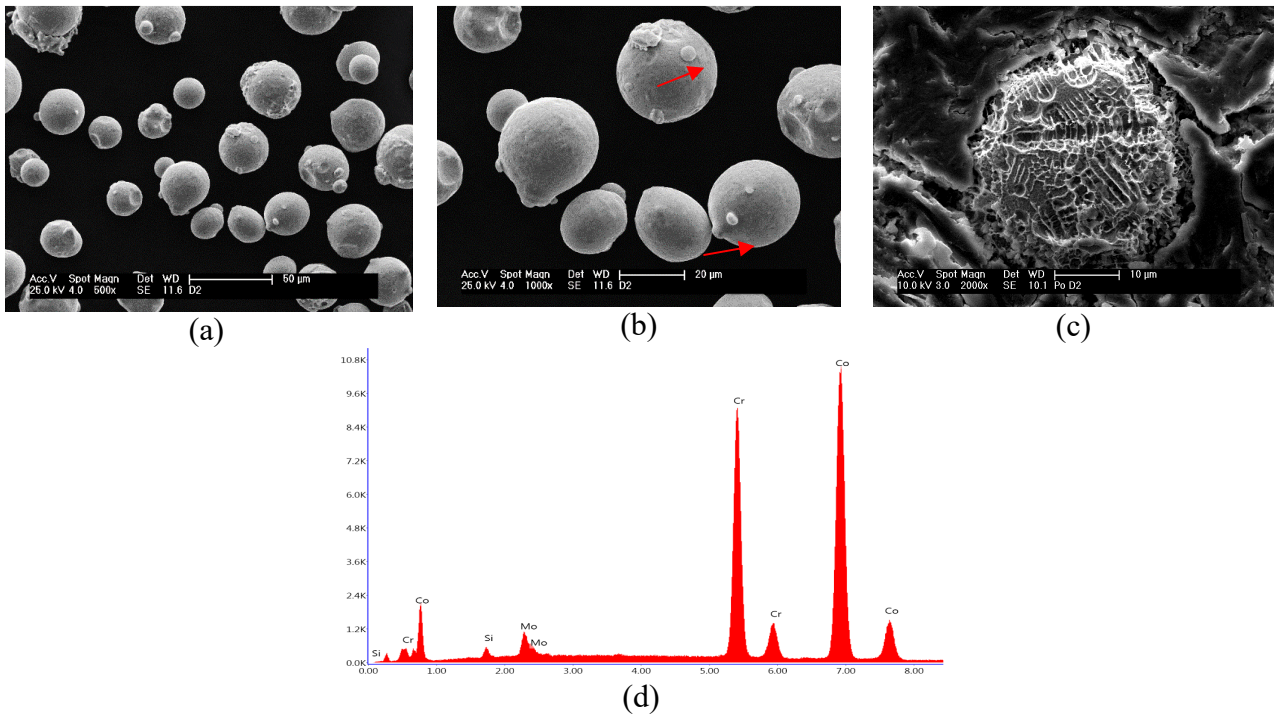 Acc.V Spot Magn Det WD 50 µm
25.0 kV 4.0 500x SE 11.6 D2
(a)
Acc.V Spot Magn Det WD 20 µm
25.0 kV 4.0 1000x SE 11.6 D2
(b)
Acc.V Spot Magn Det WD 10 µm
10.0 kV 3.0 2000x SE 10.1 Po D2
(c)
10.8K
9.6K
8.4K
7.2K
6.0K
4.8K
3.6K
2.4K
1.2K
0.0K
Si
Cr
Co
Si
Mo
Mo
Cr
Cr
Co
Co
0.00 1.00 2.00 3.00 4.00 5.00 6.00 7.00 8.00
(d)